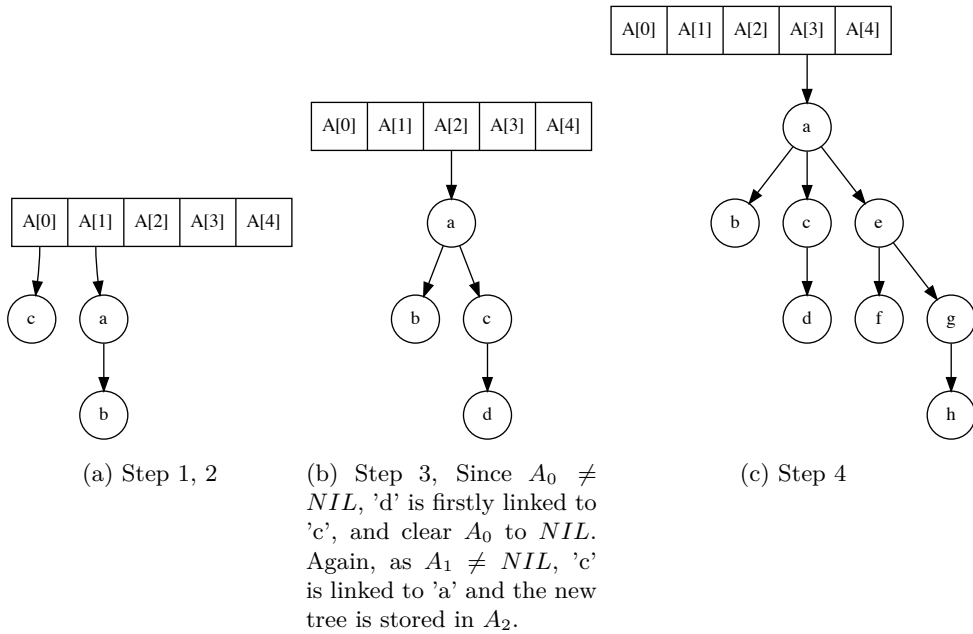 A[0] A[1] A[2] A[3] A[4]
c
a
b
(a) Step 1, 2
A[0] A[1] A[2] A[3] A[4]
a
b
c
d
(b) Step 3, Since A₀ ≠
NIL, 'd' is firstly linked to
'c', and clear A₀ to NIL.
Again, as A₁ ≠ NIL, 'c'
is linked to 'a' and the new
tree is stored in A₂.
A[0] A[1] A[2] A[3] A[4]
a
b
c
e
d
f
g
h
(c) Step 4